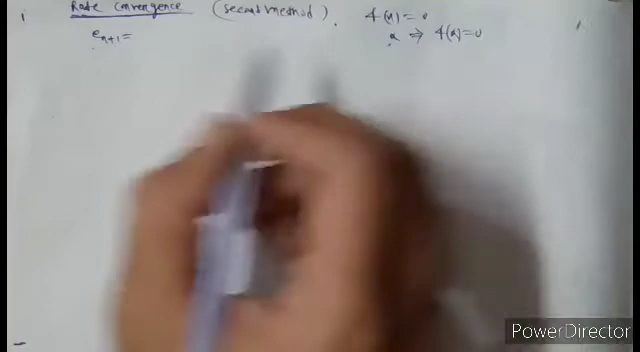 Rate convergence (secant method). f(x) = 0
e_{n+1} = α ⇒ f(α) = 0
PowerDirector